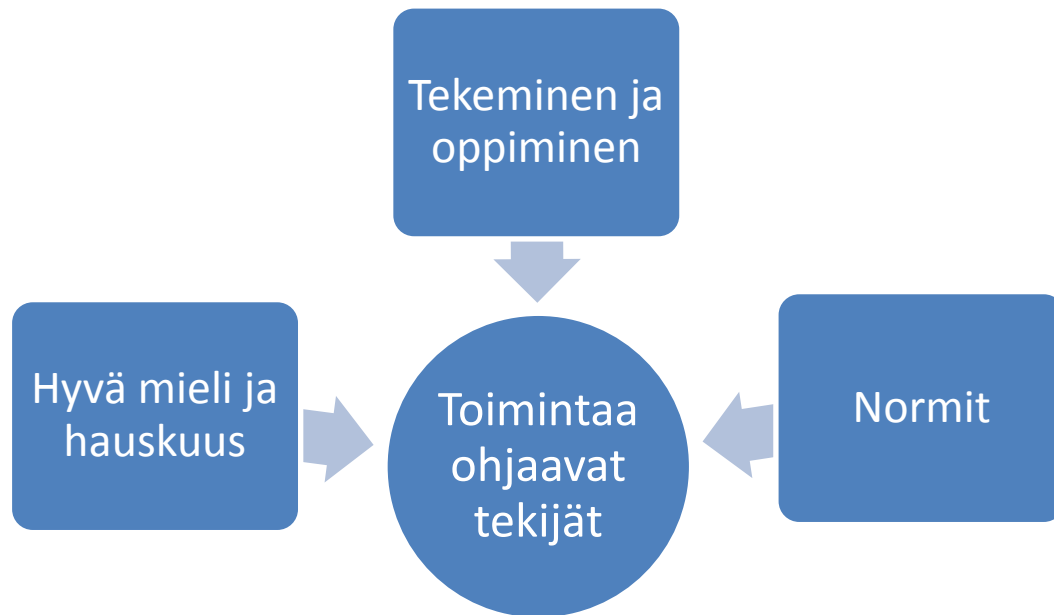 Tekeminen ja
oppiminen
Hyvä mieli ja
hauskuus
Toimintaa
ohjaavat
tekijät
Normit